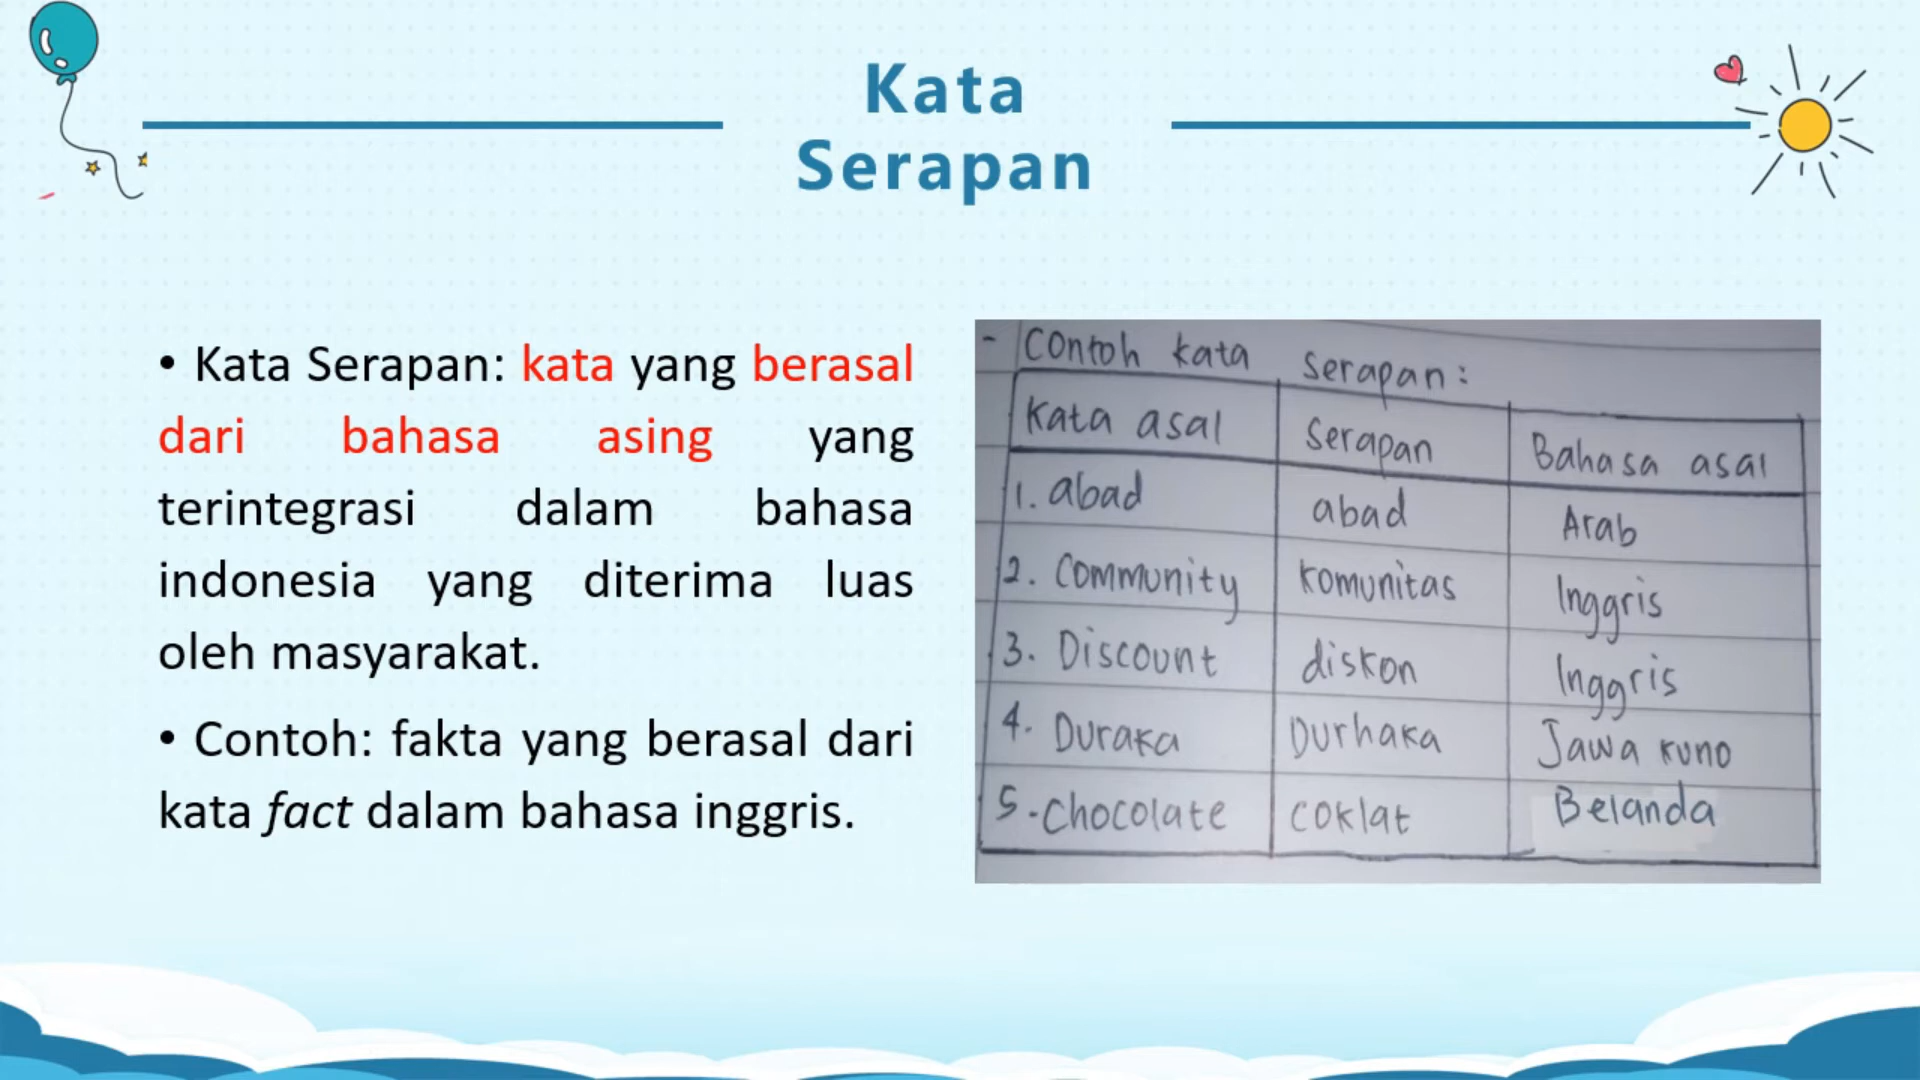 Kata
Serapan
• Kata Serapan: kata yang berasal
dari bahasa asing yang
terintegrasi dalam bahasa
indonesia yang diterima luas
oleh masyarakat.
• Contoh: fakta yang berasal dari
kata fact dalam bahasa inggris.
- Contoh kata serapan:
Kata asal Serapan Bahasa asal
1. abad abad Arab
2. Community komunitas Inggris
3. Discount diskon Inggris
4. Duraka Durhaka Jawa kuno
5. Chocolate coklat Belanda